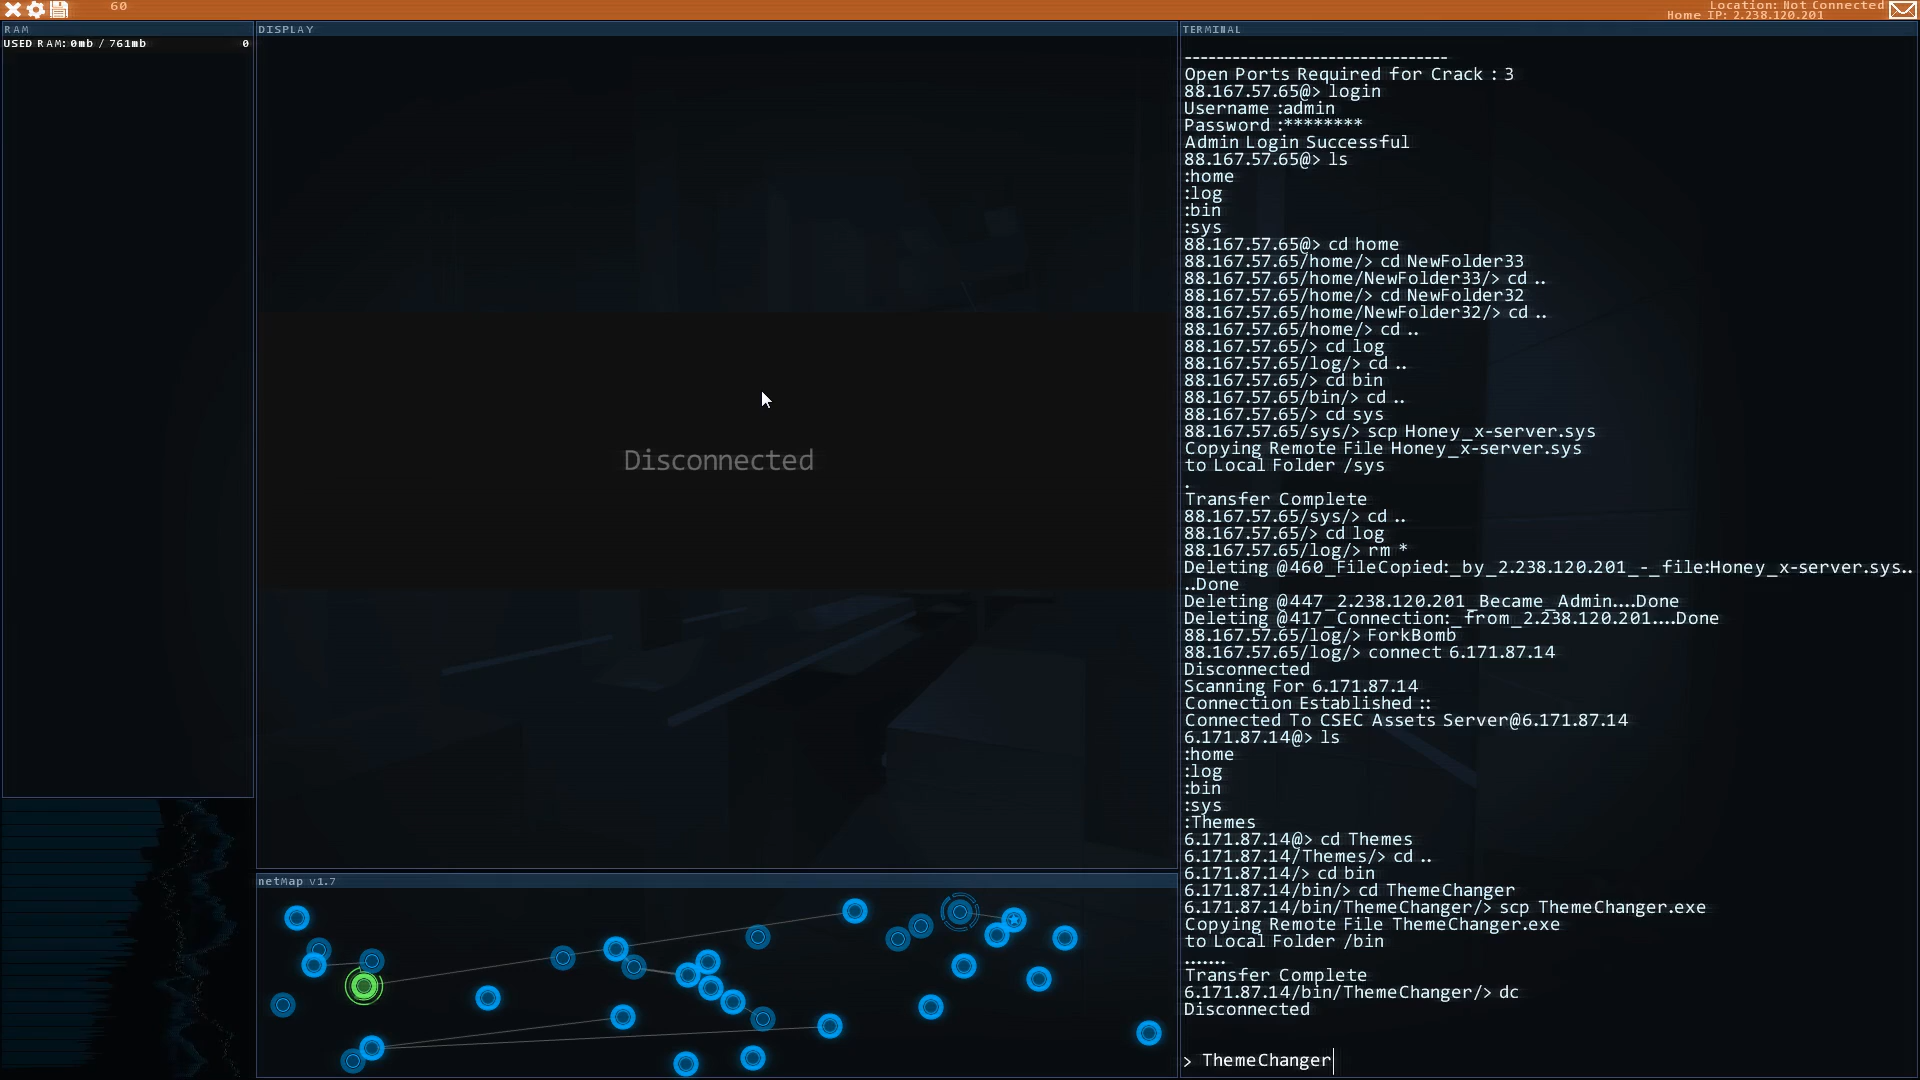 60
Location: Not Connected
Home IP: 2.238.120.201
RAM
USED RAM: 0mb / 761mb
0
DISPLAY
Disconnected
netMap v1.7
TERMINAL
--------------------------------
Open Ports Required for Crack : 3
88.167.57.65@> login
Username :admin
Password :********
Admin Login Successful
88.167.57.65@> ls
:home
:log
:bin
:sys
88.167.57.65@> cd home
88.167.57.65/home/> cd NewFolder33
88.167.57.65/home/NewFolder33/> cd ..
88.167.57.65/home/> cd NewFolder32
88.167.57.65/home/NewFolder32/> cd ..
88.167.57.65/home/> cd ..
88.167.57.65/> cd log
88.167.57.65/log/> cd ..
88.167.57.65/> cd bin
88.167.57.65/bin/> cd ..
88.167.57.65/> cd sys
88.167.57.65/sys/> scp Honey_x-server.sys
Copying Remote File Honey_x-server.sys
to Local Folder /sys
.
Transfer Complete
88.167.57.65/sys/> cd ..
88.167.57.65/> cd log
88.167.57.65/log/> rm *
Deleting @460_FileCopied:_by_2.238.120.201_-_file:Honey_x-server.sys..
..Done
Deleting @447_2.238.120.201_Became_Admin....Done
Deleting @417_Connection:_from_2.238.120.201....Done
88.167.57.65/log/> ForkBomb
88.167.57.65/log/> connect 6.171.87.14
Disconnected
Scanning For 6.171.87.14
Connection Established ::
Connected To CSEC Assets Server@6.171.87.14
6.171.87.14@> ls
:home
:log
:bin
:sys
:Themes
6.171.87.14@> cd Themes
6.171.87.14/Themes/> cd ..
6.171.87.14/> cd bin
6.171.87.14/bin/> cd ThemeChanger
6.171.87.14/bin/ThemeChanger/> scp ThemeChanger.exe
Copying Remote File ThemeChanger.exe
to Local Folder /bin
.......
Transfer Complete
6.171.87.14/bin/ThemeChanger/> dc
Disconnected
> ThemeChanger